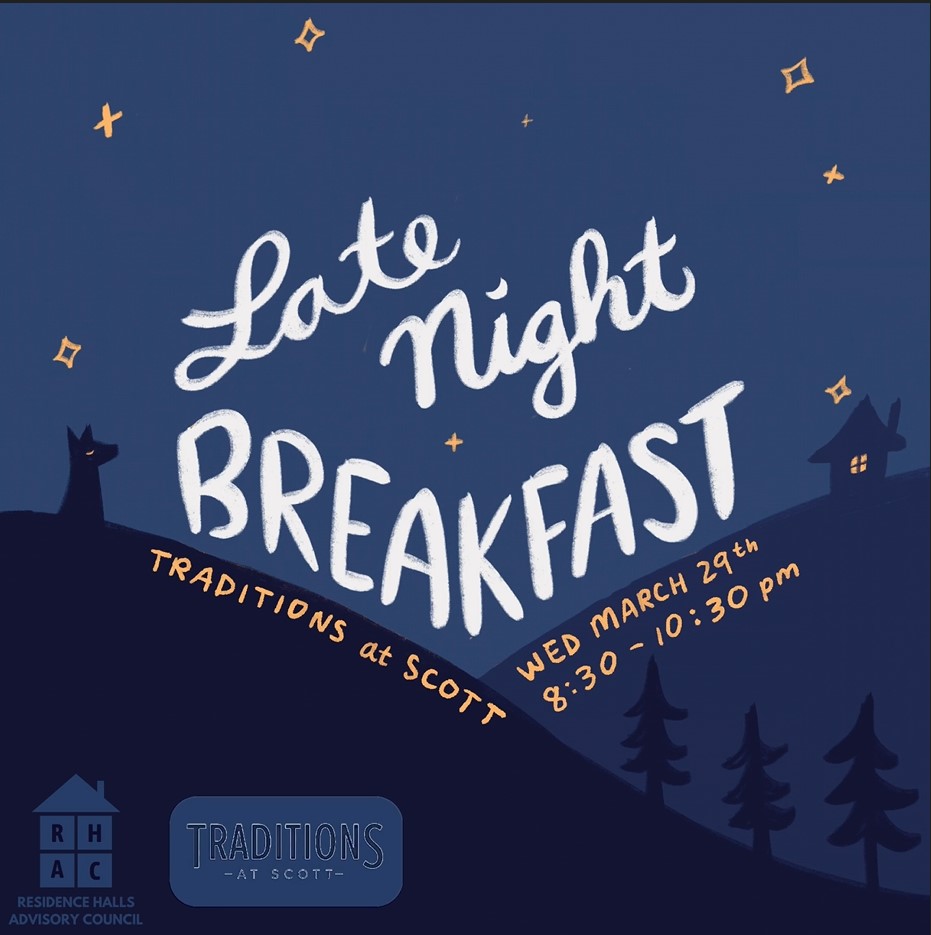 Late
Night
BREAKFAST
TRADITIONS at SCOTT
WED MARCH 29th
8:30 - 10:30 pm
R H
A C
RESIDENCE HALLS
ADVISORY COUNCIL
TRADITIONS
-AT SCOTT-